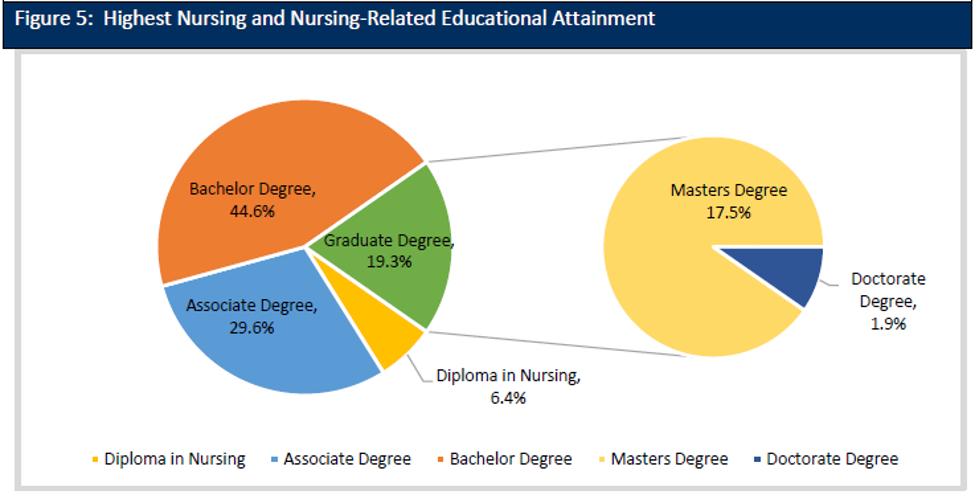 Figure 5:  Highest Nursing and Nursing-Related Educational Attainment
Bachelor Degree,
44.6%
Graduate Degree,
19.3%
Associate Degree,
29.6%
Diploma in Nursing,
6.4%
Masters Degree
17.5%
Doctorate
Degree,
1.9%
Diploma in Nursing
Associate Degree
Bachelor Degree
Masters Degree
Doctorate Degree